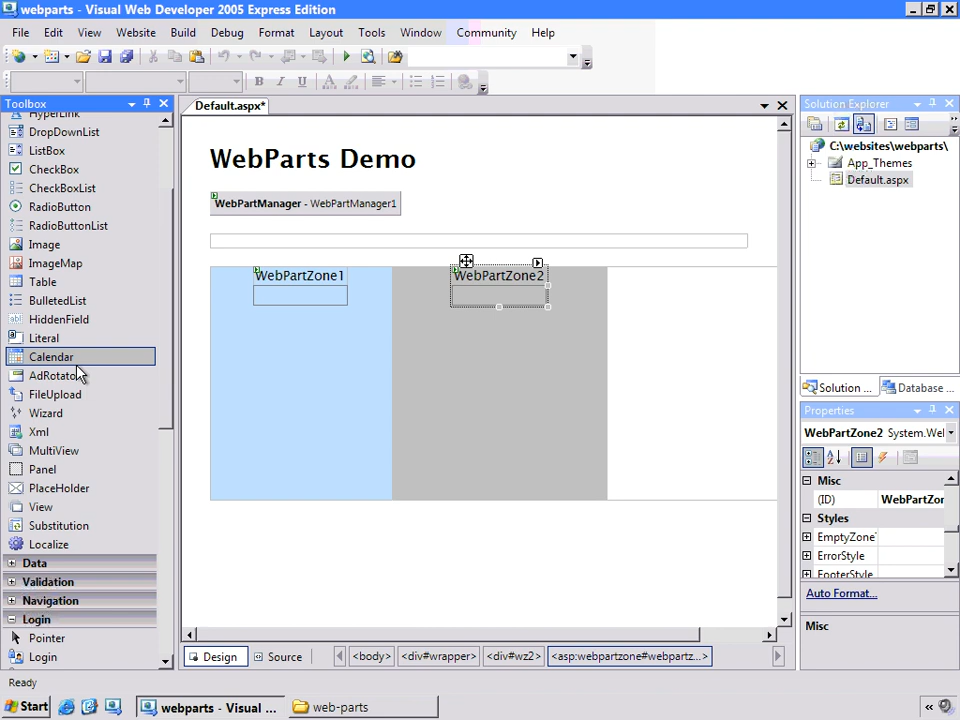 webparts - Visual Web Developer 2005 Express Edition
File Edit View Website Build Debug Format Layout Tools Window Community Help
B I U A
Toolbox
HyperLink
DropDownList
ListBox
CheckBox
CheckBoxList
RadioButton
RadioButtonList
Image
ImageMap
Table
BulletedList
HiddenField
Literal
Calendar
AdRotato
FileUpload
Wizard
Xml
MultiView
Panel
PlaceHolder
View
Substitution
Localize
Data
Validation
Navigation
Login
Pointer
Login
Default.aspx*
WebParts Demo
WebPartManager - WebPartManager1
WebPartZone1
WebPartZone2
Design
Source
<body>
<div#wrapper>
<div#wz2>
<asp:webpartzone#webpartz...>
Solution Explorer
C:\websites\webparts\
App_Themes
Default.aspx
Solution ...
Database ...
Properties
WebPartZone2 System.Wel
Misc
(ID) WebPartZor
Styles
EmptyZone
ErrorStyle
FooterStyle
Auto Format...
Misc
Ready
Start
webparts - Visual ...
web-parts